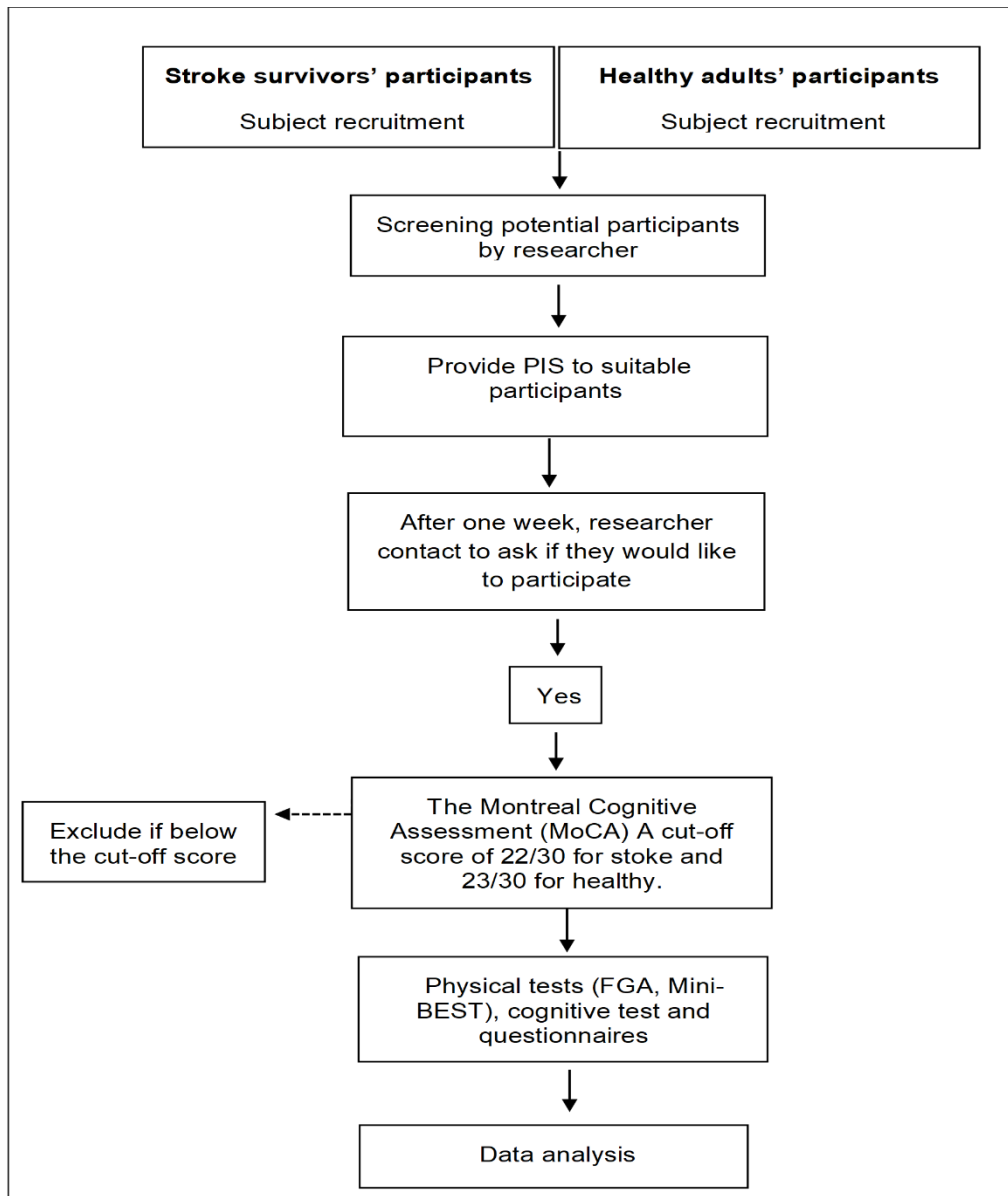 Stroke survivors’ participants
Subject recruitment
Healthy adults’ participants
Subject recruitment
Screening potential participants
by researcher
Provide PIS to suitable
participants
After one week, researcher
contact to ask if they would like
to participate
Yes
The Montreal Cognitive
Assessment (MoCA) A cut-off
score of 22/30 for stoke and
23/30 for healthy.
Exclude if below
the cut-off score
Physical tests (FGA, Mini-
BEST), cognitive test and
questionnaires
Data analysis